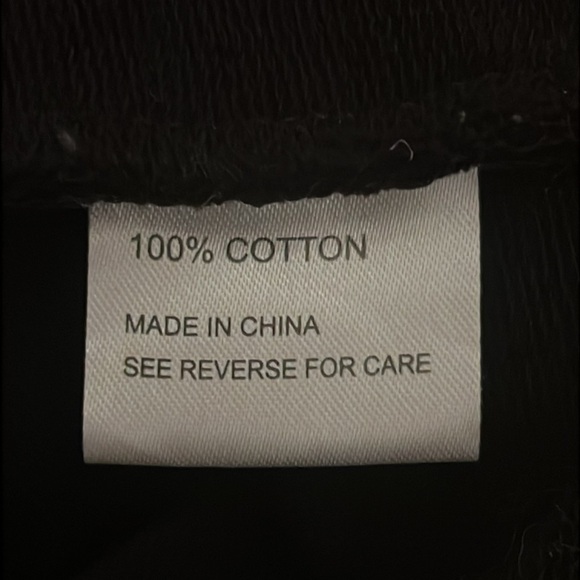 100% COTTON
MADE IN CHINA
SEE REVERSE FOR CARE